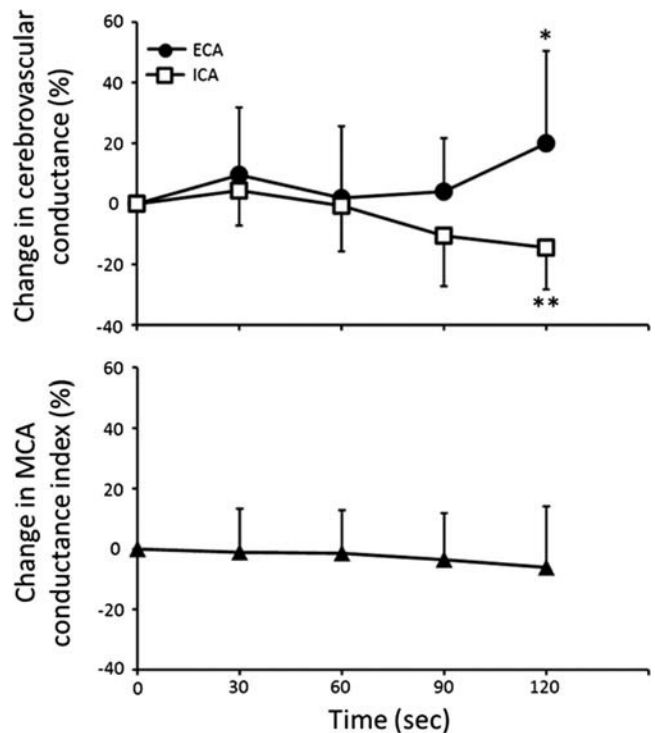 60
40
20
0
-20
-40
Change in cerebrovascular
conductance (%)
ECA
ICA
*
**
60
40
20
0
-20
-40
Change in MCA
conductance index (%)
0 30 60 90 120
Time (sec)